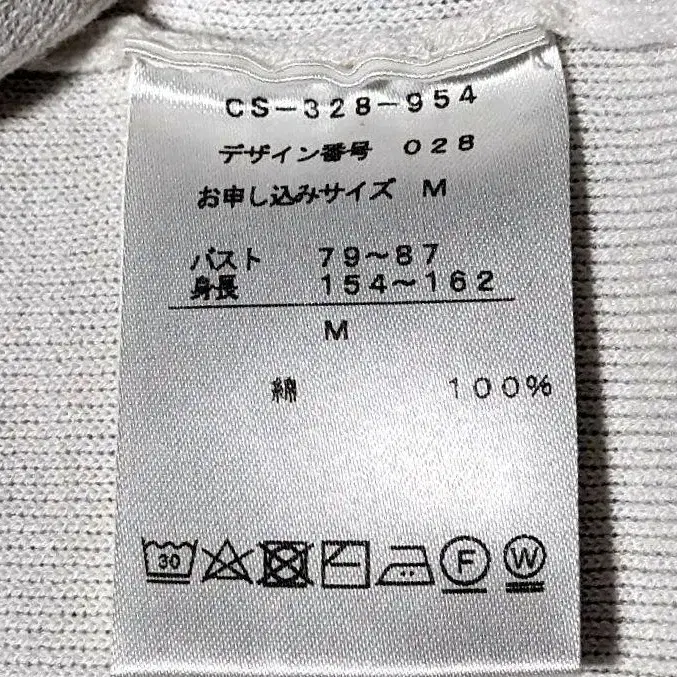 CS-328-954
デザイン番号 028
お申し込みサイズ M
バスト 79~87
身長 154~162
M
綿 100%
30 F W